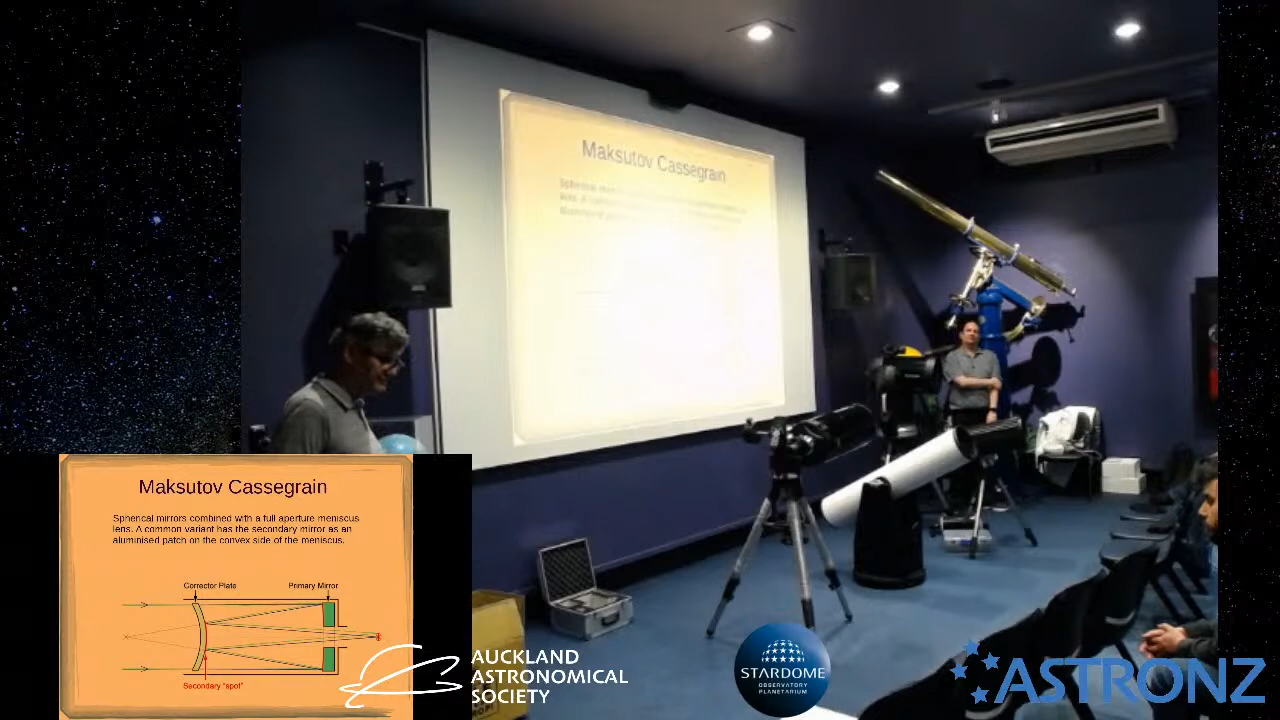 Maksutov Cassegrain
Maksutov Cassegrain
Spherical mirrors combined with a full aperture meniscus
lens. A common variant has the secondary mirror as an
aluminised patch on the convex side of the meniscus.
Corrector Plate
Primary Mirror
Secondary "spot"
AUCKLAND
ASTRONOMICAL
SOCIETY
STARDOME
OBSERVATORY
PLANETARIUM
ASTRONZ